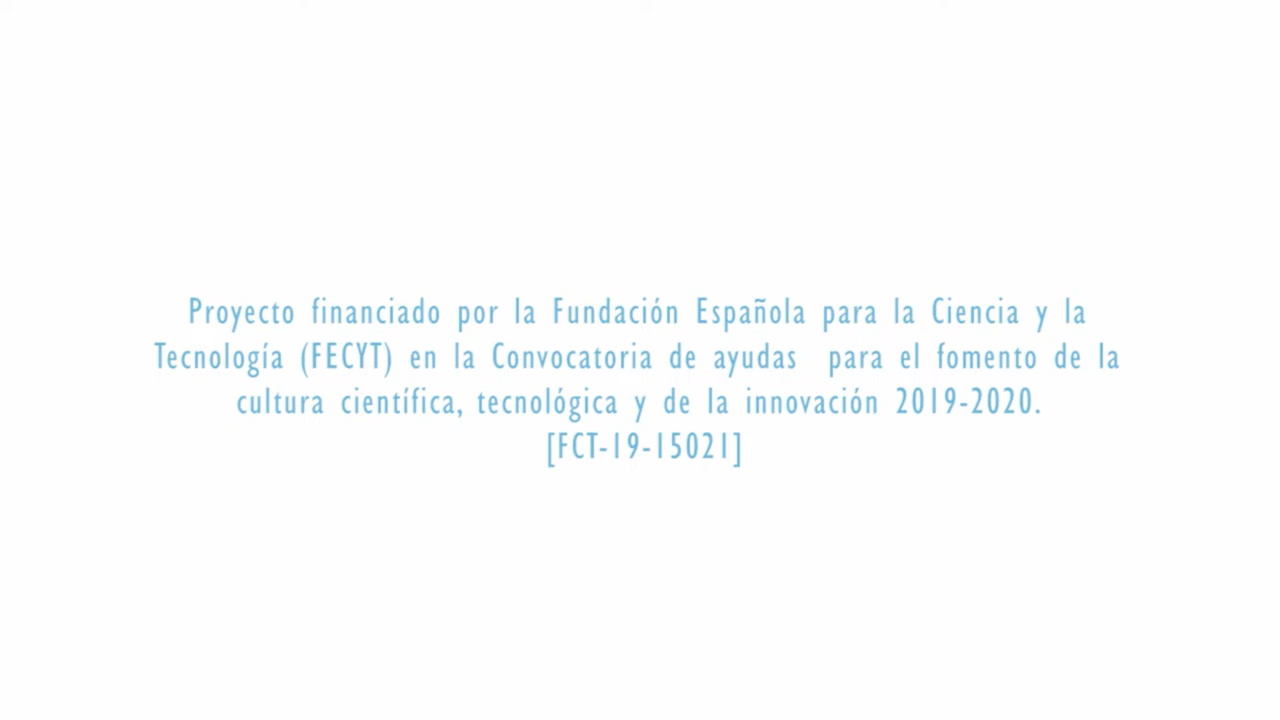 Proyecto financiado por la Fundación Española para la Ciencia y la
Tecnología (FECYT) en la Convocatoria de ayudas para el fomento de la
cultura científica, tecnológica y de la innovación 2019-2020.
[FCT-19-15021]